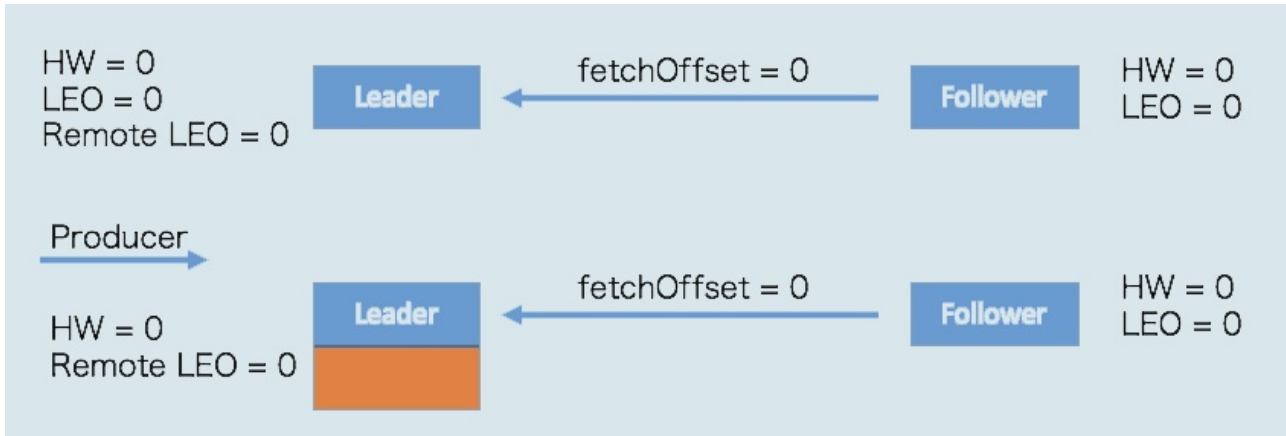 HW = 0
LEO = 0
Remote LEO = 0
Leader
fetchOffset = 0
Follower
HW = 0
LEO = 0
Producer
HW = 0
Remote LEO = 0
Leader
fetchOffset = 0
Follower
HW = 0
LEO = 0